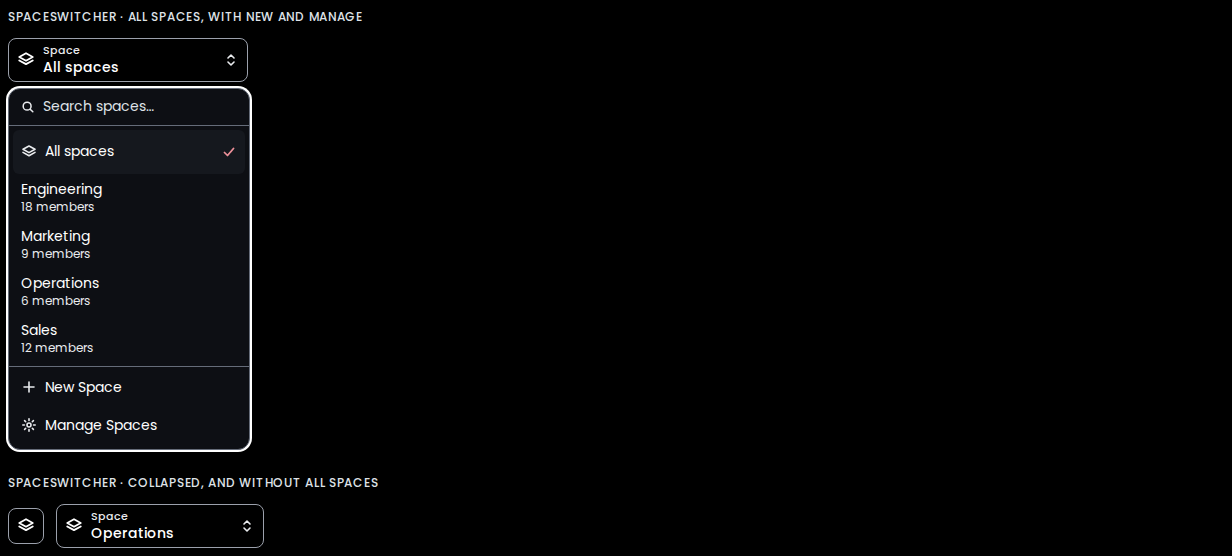 SPACESWITCHER · ALL SPACES, WITH NEW AND MANAGE
Space
All spaces
Search spaces...
All spaces
Engineering
18 members
Marketing
9 members
Operations
6 members
Sales
12 members
New Space
Manage Spaces
SPACESWITCHER · COLLAPSED, AND WITHOUT ALL SPACES
Space
Operations